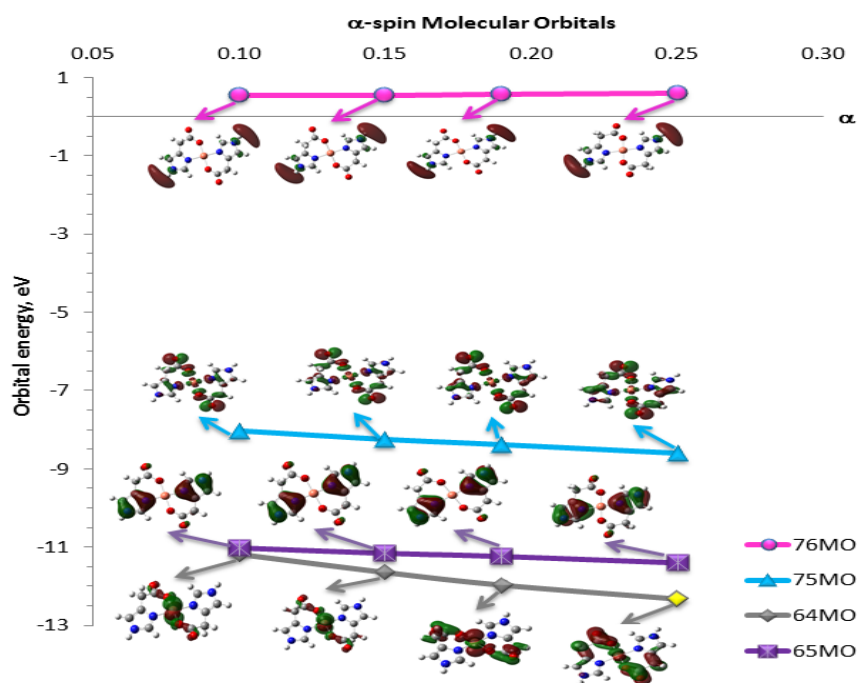 α-spin Molecular Orbitals
0.05 0.10 0.15 0.20 0.25 0.30
1
α
-1
-3
-5
-7
-9
-11
-13
Orbital energy, eV
76MO
75MO
64MO
65MO